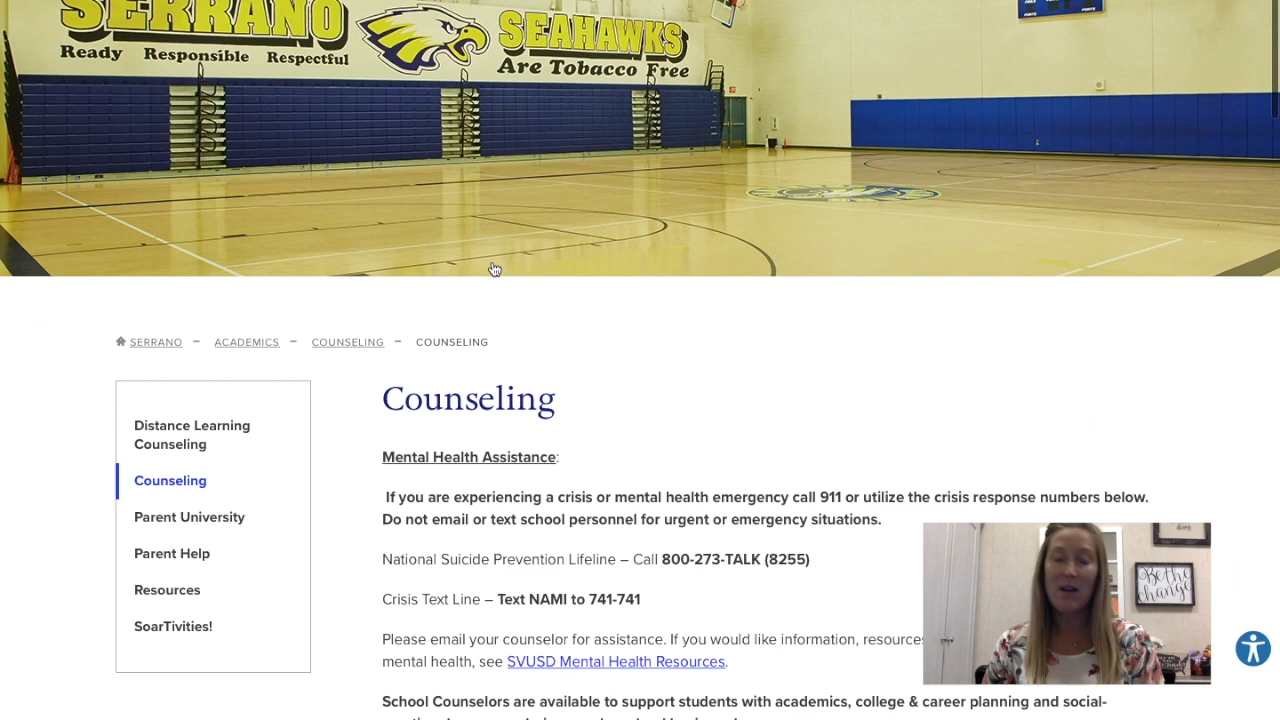 SERRANO
SEAHAWKS
Ready Responsible Respectful
Are Tobacco Free
SERRANO – ACADEMICS – COUNSELING – COUNSELING
Distance Learning
Counseling
Counseling
Parent University
Parent Help
Resources
SoarTivities!
Counseling
Mental Health Assistance:
If you are experiencing a crisis or mental health emergency call 911 or utilize the crisis response numbers below.
Do not email or text school personnel for urgent or emergency situations.
National Suicide Prevention Lifeline – Call 800-273-TALK (8255)
Crisis Text Line – Text NAMI to 741-741
Please email your counselor for assistance. If you would like information,
mental health, see SVUSD Mental Health Resources.
School Counselors are available to support students with academics, college & career planning and social-
Be the
change